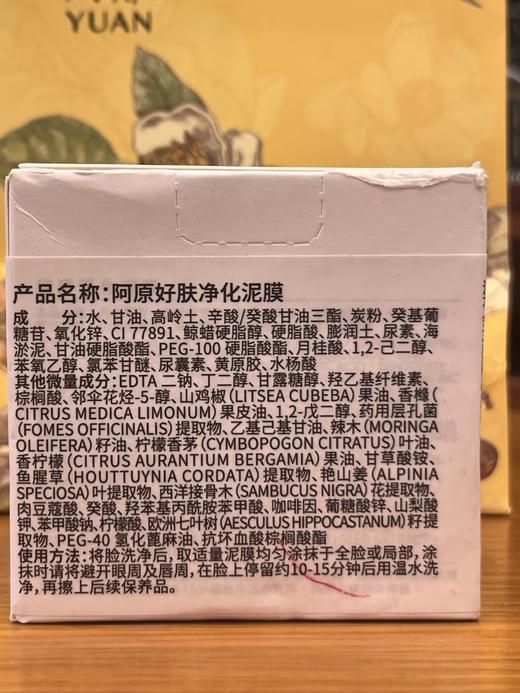 YUAN
产品名称：阿原好肤净化泥膜
成　分：水、甘油、高岭土、辛酸/癸酸甘油三酯、炭粉、癸基葡
糖苷、氧化锌、CI 77891、鲸蜡硬脂醇、硬脂酸、膨润土、尿素、海
淤泥、甘油硬脂酸酯、PEG-100 硬脂酸酯、月桂酸、1,2-己二醇、
苯氧乙醇、氯苯甘醚、尿囊素、黄原胶、水杨酸
其他微量成分：EDTA 二钠、丁二醇、甘露糖醇、羟乙基纤维素、
棕榈酸、邻伞花烃-5-醇、山鸡椒（LITSEA CUBEBA）果油、香橼
（CITRUS MEDICA LIMONUM）果皮油、1,2-戊二醇、药用层孔菌
（FOMES OFFICINALIS）提取物、乙基己基甘油、辣木（MORINGA
OLEIFERA）籽油、柠檬香茅（CYMBOPOGON CITRATUS）叶油、
香柠檬（CITRUS AURANTIUM BERGAMIA）果油、甘草酸铵、
鱼腥草（HOUTTUYNIA CORDATA）提取物、艳山姜（ALPINIA
SPECIOSA）叶提取物、西洋接骨木（SAMBUCUS NIGRA）花提取物、
肉豆蔻酸、癸酸、羟苯基丙酰胺苯甲酸、咖啡因、葡糖酸锌、山梨酸
钾、苯甲酸钠、柠檬酸、欧洲七叶树（AESCULUS HIPPOCASTANUM）籽提
取物、PEG-40 氢化蓖麻油、抗坏血酸棕榈酸酯
使用方法：将脸洗净后，取适量泥膜均匀涂抹于全脸或局部，涂
抹时请将避开眼周及唇周，在脸上停留约10-15分钟后用温水洗
净，再擦上后续保养品。